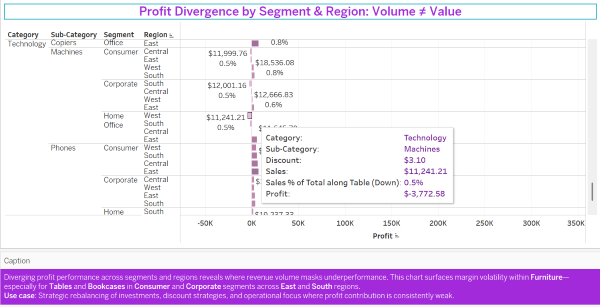 Profit Divergence by Segment & Region: Volume ≠ Value
Category Sub-Category Segment Region
Technology Copiers Office East 0.8%
Machines Consumer Central $11,999.76
East 0.5% $18,536.08
West 0.8%
South
Corporate South $12,001.16
Central 0.5% $12,666.83
West 0.6%
East
Home West $11,241.21
Office South 0.5%
Central
East
Phones Consumer West
South
Central
East
Corporate Central
West
East
South
Home South
-50K 0K 50K 100K 150K 200K 250K 300K 350K
Profit
Category: Technology
Sub-Category: Machines
Discount: $3.10
Sales: $11,241.21
Sales % of Total along Table (Down): 0.5%
Profit: $-3,772.58
Caption
Diverging profit performance across segments and regions reveals where revenue volume masks underperformance. This chart surfaces margin volatility within Furniture—
especially for Tables and Bookcases in Consumer and Corporate segments across East and South regions.
Use case: Strategic rebalancing of investments, discount strategies, and operational focus where profit contribution is consistently weak.